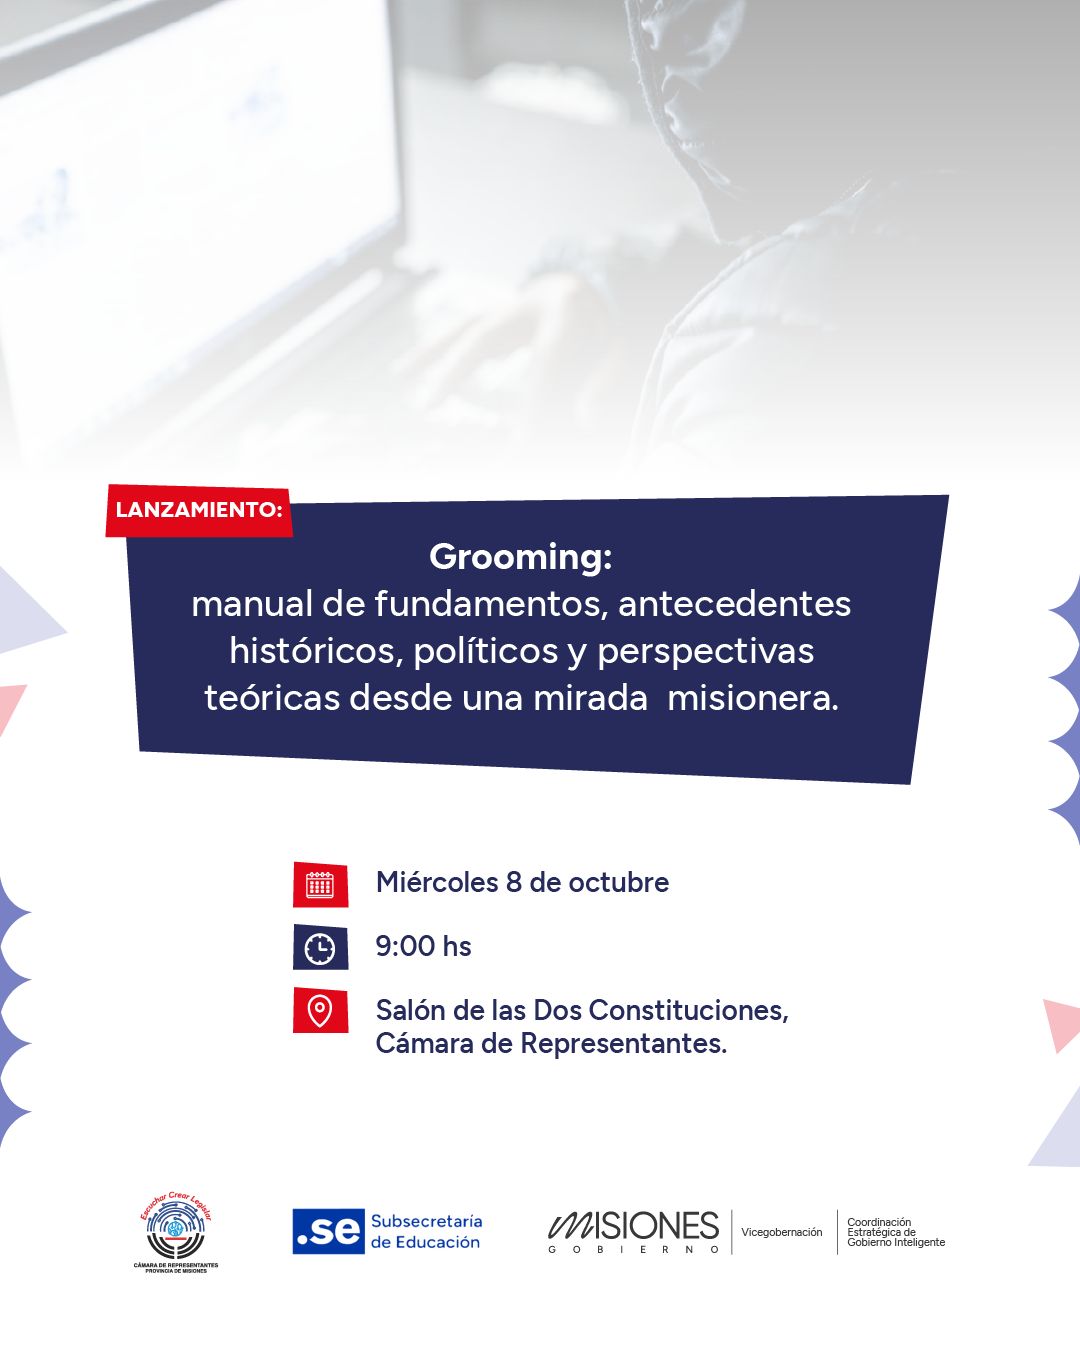 LANZAMIENTO:
Grooming:
manual de fundamentos, antecedentes
históricos, políticos y perspectivas
teóricas desde una mirada misionera.
Miércoles 8 de octubre
9:00 hs
Salón de las Dos Constituciones,
Cámara de Representantes.
Escuchar Crear Legislar
CÁMARA DE REPRESENTANTES
PROVINCIA DE MISIONES
.se
Subsecretaría
de Educación
MISIONES
GOBIERNO
Vicegobernación
Coordinación
Estratégica de
Gobierno Inteligente